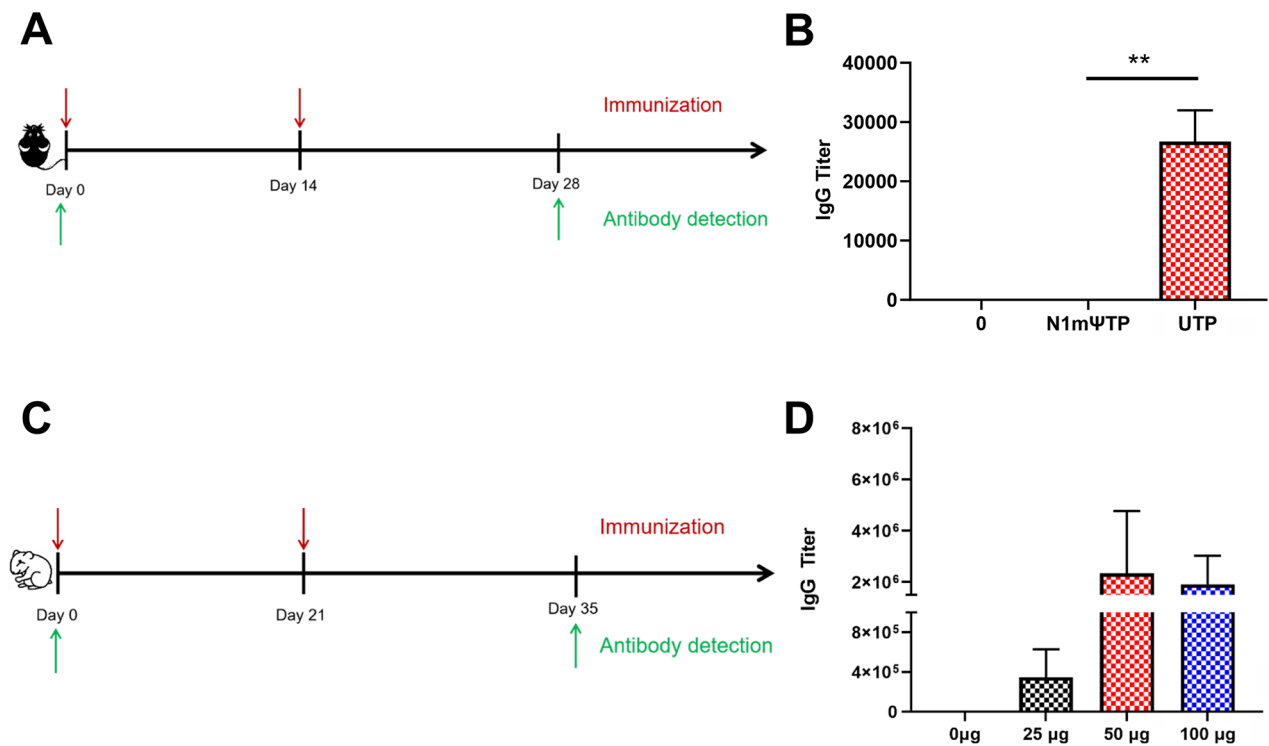 A
Immunization
Day 0
Day 14
Day 28
Antibody detection
B
**
40000
30000
20000
10000
0
IgG Titer
0
N1mΨTP
UTP
C
Immunization
Day 0
Day 21
Day 35
Antibody detection
D
8×10⁶
6×10⁶
4×10⁶
2×10⁶
8×10⁵
4×10⁵
0
IgG Titer
0μg
25 μg
50 μg
100 μg